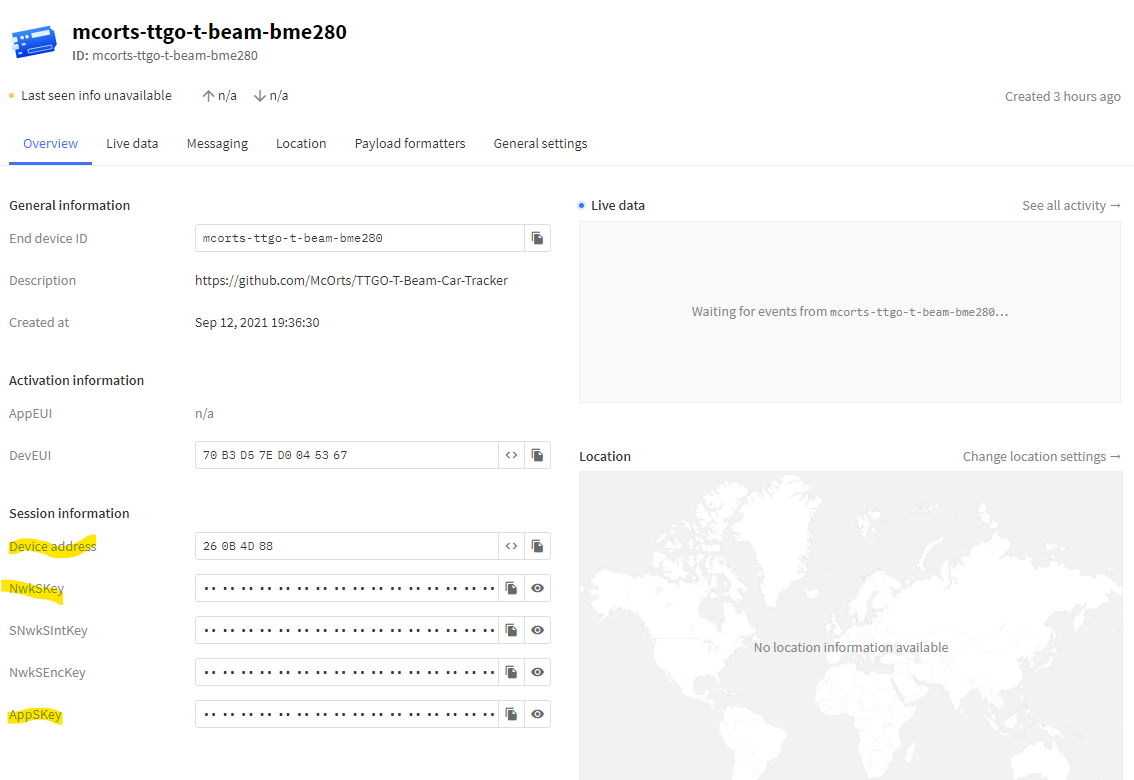 mcorts-ttgo-t-beam-bme280
ID: mcorts-ttgo-t-beam-bme280
Last seen info unavailable ↑ n/a ↓ n/a
Created 3 hours ago
Overview Live data Messaging Location Payload formatters General settings
General information
End device ID mcorts-ttgo-t-beam-bme280
Description https://github.com/McOrts/TTGO-T-Beam-Car-Tracker
Created at Sep 12, 2021 19:36:30
Activation information
AppEUI n/a
DevEUI 70 B3 D5 7E D0 04 53 67
Session information
Device address 26 0B 4D 88
NwkSKey •• •• •• •• •• •• •• •• •• •• •• •• •• •• •• ••
SNwkSIntKey •• •• •• •• •• •• •• •• •• •• •• •• •• •• •• ••
NwkSEncKey •• •• •• •• •• •• •• •• •• •• •• •• •• •• •• ••
AppSKey •• •• •• •• •• •• •• •• •• •• •• •• •• •• •• ••
Live data
See all activity →
Waiting for events from mcorts-ttgo-t-beam-bme280...
Location
Change location settings →
No location information available